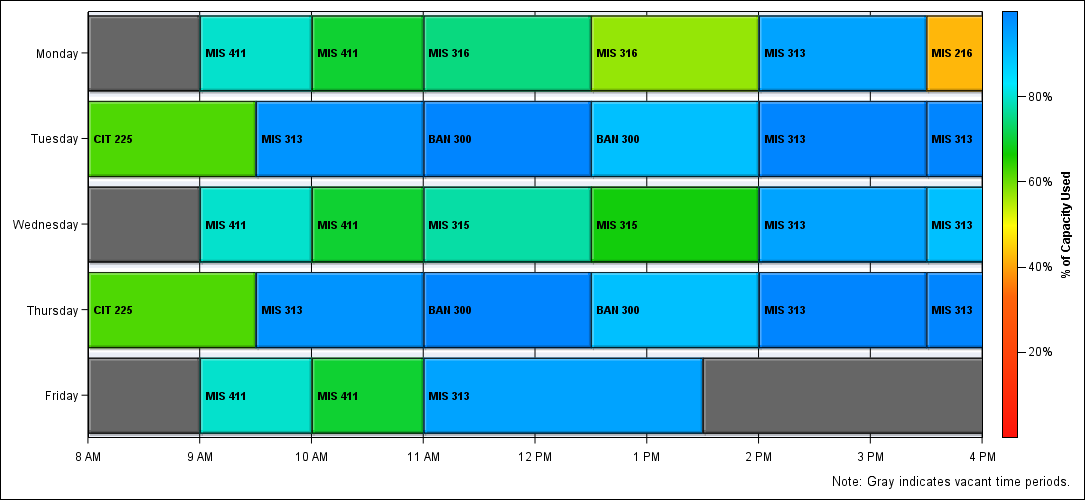 Monday
MIS 411
MIS 411
MIS 316
MIS 316
MIS 313
MIS 216
Tuesday
CIT 225
MIS 313
BAN 300
BAN 300
MIS 313
MIS 313
Wednesday
MIS 411
MIS 411
MIS 315
MIS 315
MIS 313
MIS 313
Thursday
CIT 225
MIS 313
BAN 300
BAN 300
MIS 313
MIS 313
Friday
MIS 411
MIS 411
MIS 313
8 AM
9 AM
10 AM
11 AM
12 PM
1 PM
2 PM
3 PM
4 PM
80%
60%
40%
20%
% of Capacity Used
Note: Gray indicates vacant time periods.